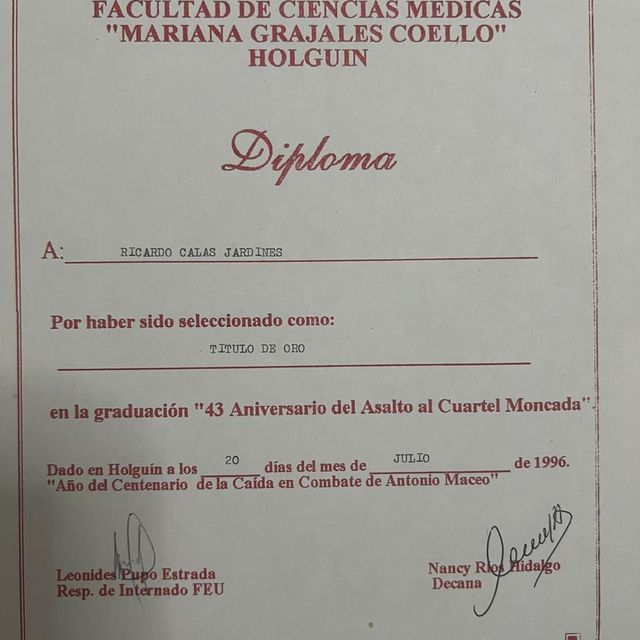 FACULTAD DE CIENCIAS MEDICAS
"MARIANA GRAJALES COELLO"
HOLGUIN
Diploma
A: RICARDO CALAS JARDINES
Por haber sido seleccionado como:
TITULO DE ORO
en la graduación "43 Aniversario del Asalto al Cuartel Moncada".
Dado en Holguín a los 20 días del mes de JULIO de 1996.
"Año del Centenario de la Caída en Combate de Antonio Maceo"
Leonides Pupo Estrada
Resp. de Internado FEU
Nancy Rios Hidalgo
Decana